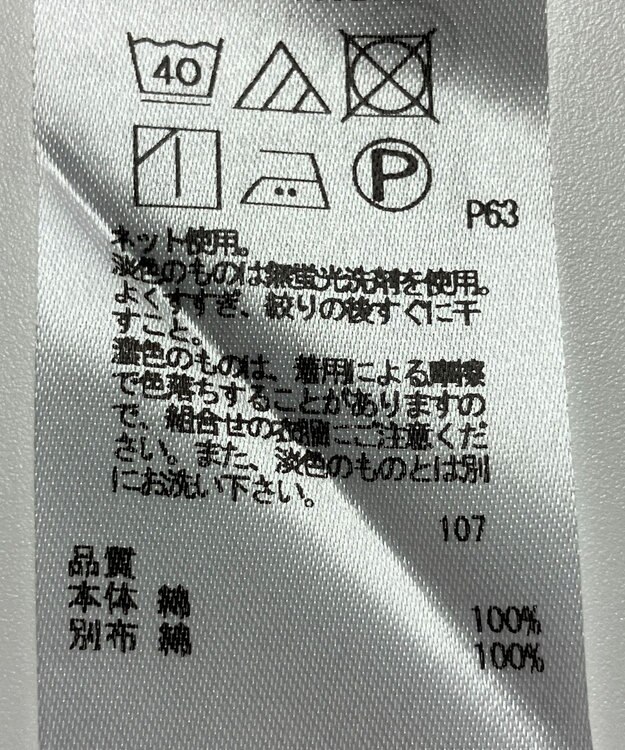 40
P
P63
ネット使用。
淡色のものは無蛍光洗剤を使用。
よくすすぎ、絞りの後すぐに干
すこと。
濃色のものは、着用による摩擦
で色落ちすることがありますの
で、組合せの衣類にご注意くだ
さい。また、淡色のものとは別
にお洗い下さい。
107
品質
本体 綿 100%
別布 綿 100%